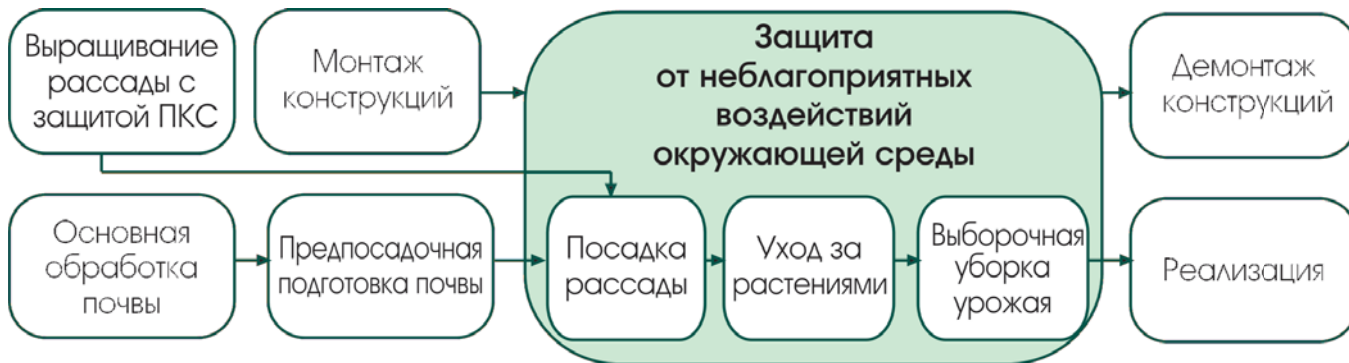 Выращивание
рассады с
защитой ПКС
Монтаж
конструкций
Защита
от неблагоприятных
воздействий
окружающей среды
Демонтаж
конструкций
Основная
обработка
почвы
Предпосадочная
подготовка почвы
Посадка
рассады
Уход за
растениями
Выборочная
уборка
урожая
Реализация